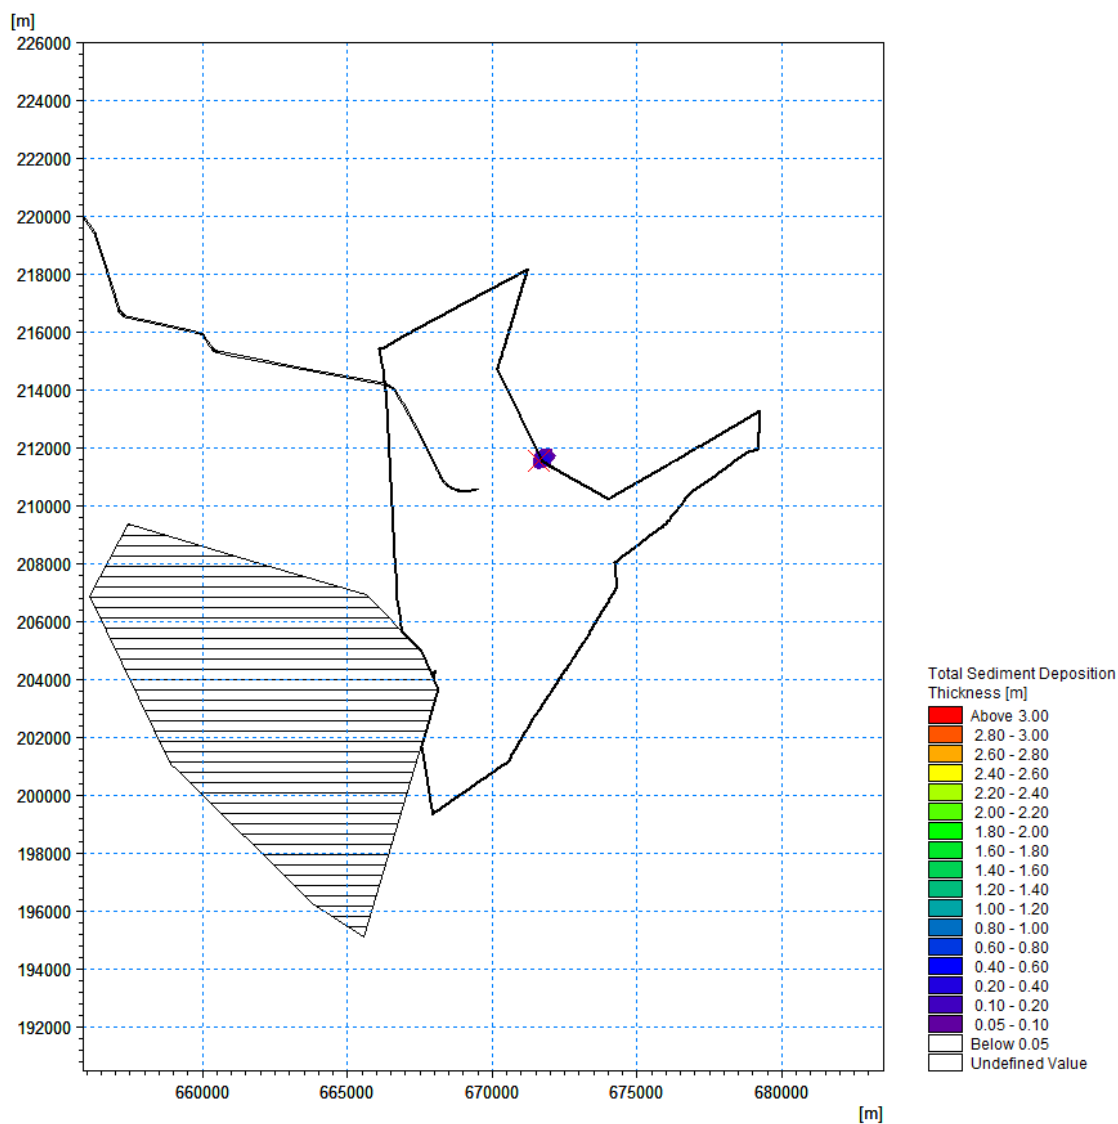 [m]
226000
224000
222000
220000
218000
216000
214000
212000
210000
208000
206000
204000
202000
200000
198000
196000
194000
192000
660000 665000 670000 675000 680000
[m]
Total Sediment Deposition
Thickness [m]
Above 3.00
2.80 - 3.00
2.60 - 2.80
2.40 - 2.60
2.20 - 2.40
2.00 - 2.20
1.80 - 2.00
1.60 - 1.80
1.40 - 1.60
1.20 - 1.40
1.00 - 1.20
0.80 - 1.00
0.60 - 0.80
0.40 - 0.60
0.20 - 0.40
0.10 - 0.20
0.05 - 0.10
Below 0.05
Undefined Value